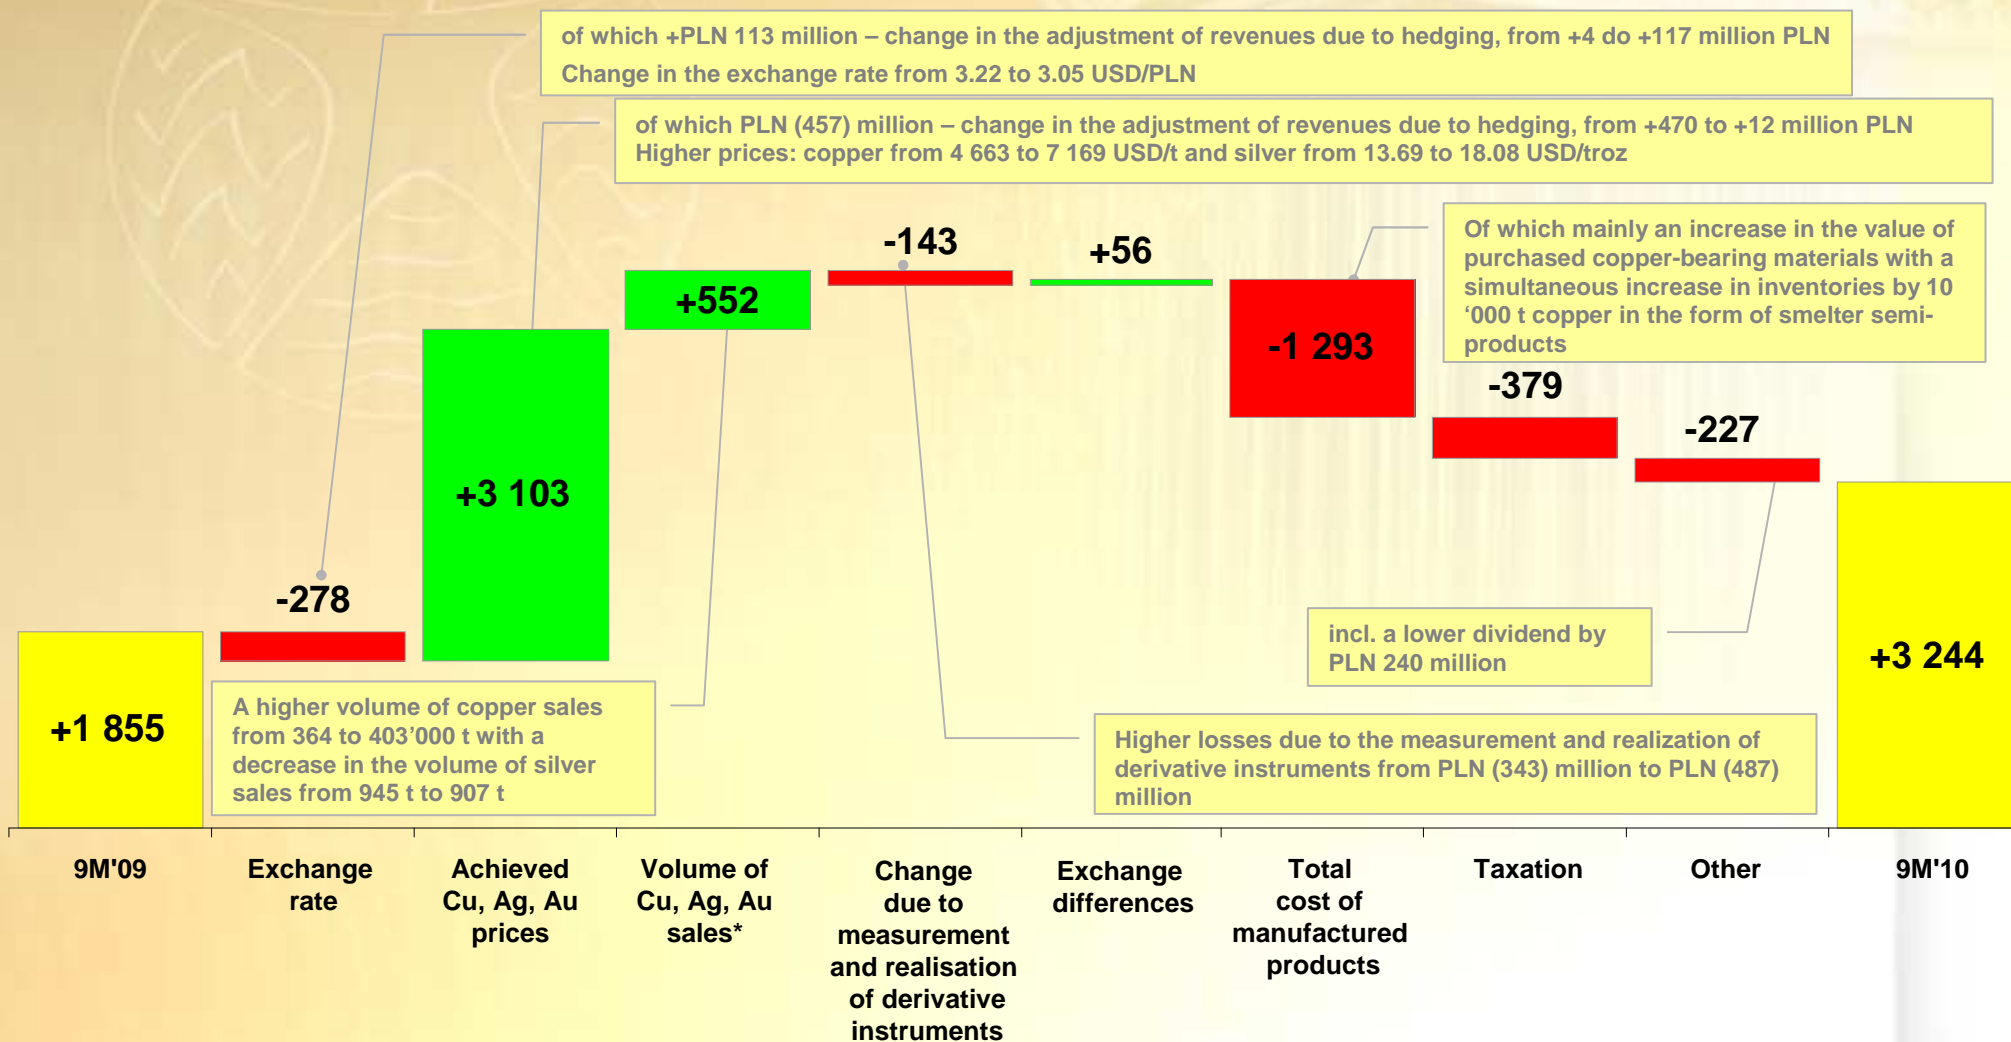 of which +PLN 113 million – change in the adjustment of revenues due to hedging, from +4 do +117 million PLN
Change in the exchange rate from 3.22 to 3.05 USD/PLN
of which PLN (457) million – change in the adjustment of revenues due to hedging, from +470 to +12 million PLN
Higher prices: copper from 4 663 to 7 169 USD/t and silver from 13.69 to 18.08 USD/troz
-143
+56
Of which mainly an increase in the value of
purchased copper-bearing materials with a
simultaneous increase in inventories by 10
‘000 t copper in the form of smelter semi-
products
+552
-1 293
-379
-227
+3 103
-278
incl. a lower dividend by
PLN 240 million
+3 244
+1 855
A higher volume of copper sales
from 364 to 403’000 t with a
decrease in the volume of silver
sales from 945 t to 907 t
Higher losses due to the measurement and realization of
derivative instruments from PLN (343) million to PLN (487)
million
9M'09
Exchange
rate
Achieved
Cu, Ag, Au
prices
Volume of
Cu, Ag, Au
sales*
Change
due to
measurement
and realisation
of derivative
instruments
Exchange
differences
Total
cost of
manufactured
products
Taxation
Other
9M'10